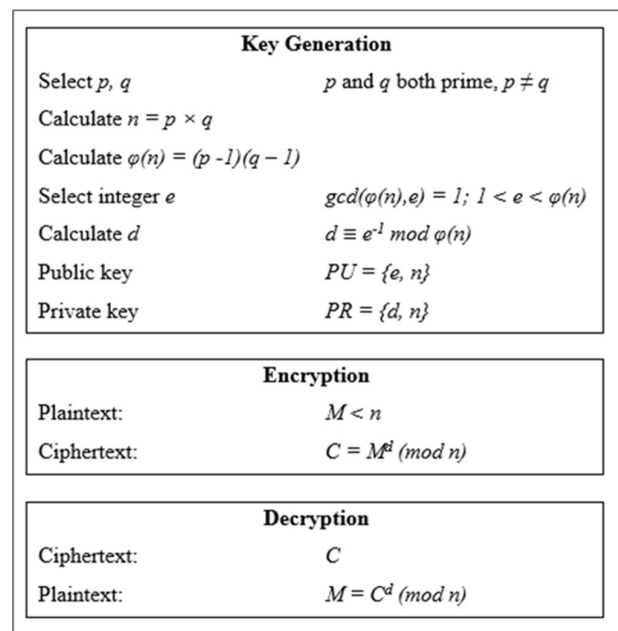 Key Generation
Select p, q p and q both prime, p ≠ q
Calculate n = p × q
Calculate φ(n) = (p -1)(q – 1)
Select integer e gcd(φ(n),e) = 1; 1 < e < φ(n)
Calculate d d ≡ e⁻¹ mod φ(n)
Public key PU = {e, n}
Private key PR = {d, n}
Encryption
Plaintext: M < n
Ciphertext: C = Mᵈ (mod n)
Decryption
Ciphertext: C
Plaintext: M = Cᵈ (mod n)